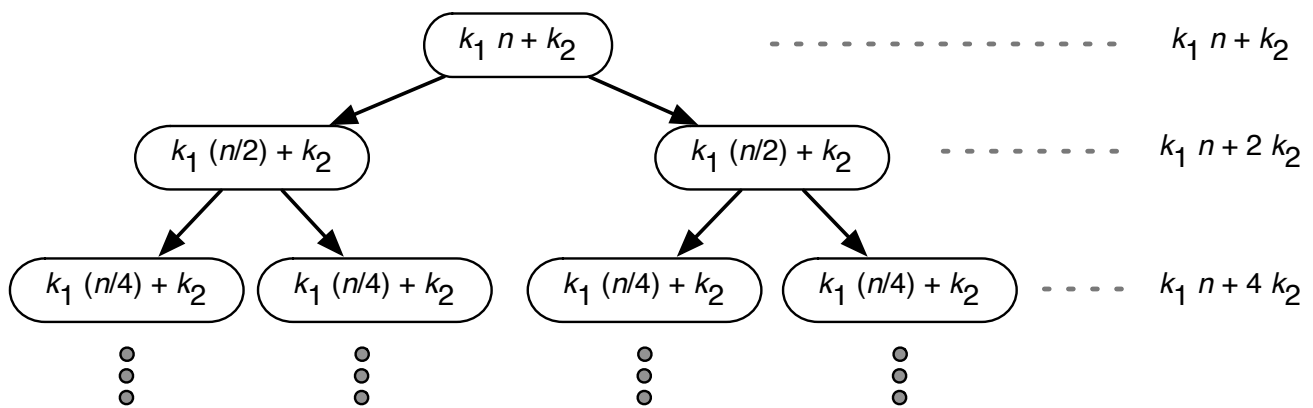 k₁ n + k₂ k₁ n + k₂
k₁ (n/2) + k₂ k₁ (n/2) + k₂ k₁ n + 2 k₂
k₁ (n/4) + k₂ k₁ (n/4) + k₂ k₁ (n/4) + k₂ k₁ (n/4) + k₂ k₁ n + 4 k₂